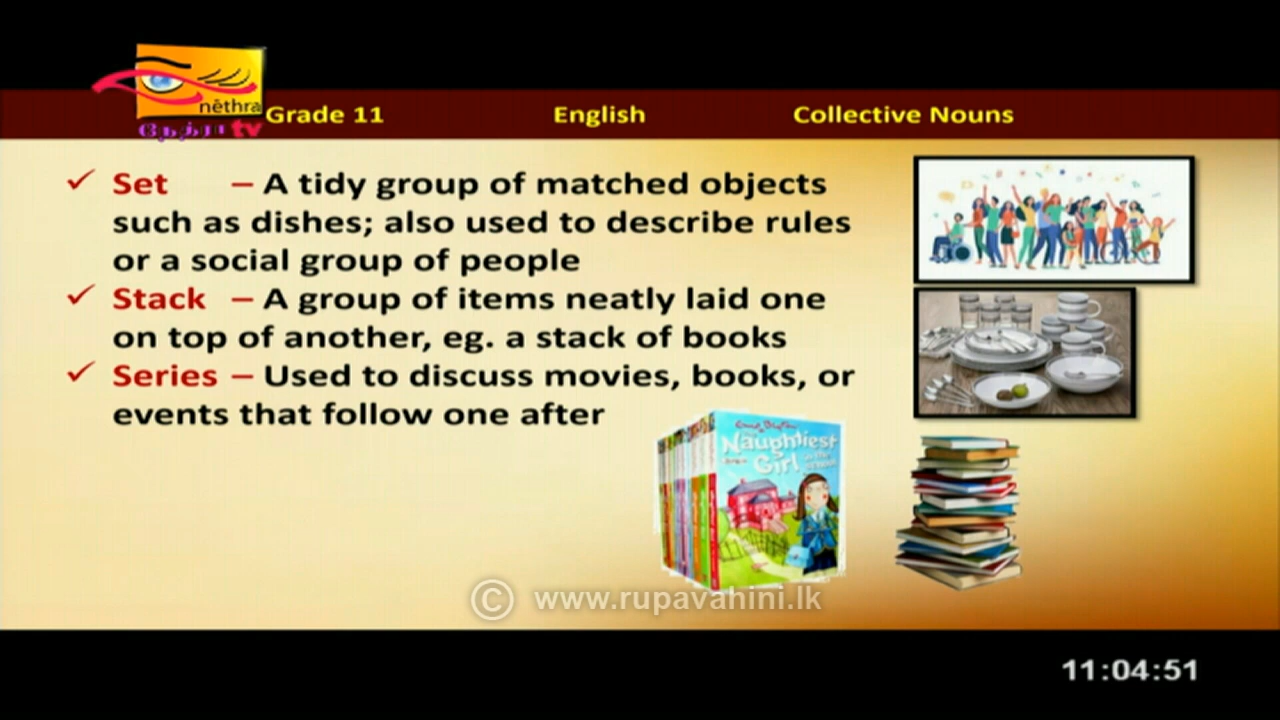 nēthra
நேத்ரா tv
Grade 11 English Collective Nouns
✓ Set – A tidy group of matched objects
such as dishes; also used to describe rules
or a social group of people
✓ Stack – A group of items neatly laid one
on top of another, eg. a stack of books
✓ Series – Used to discuss movies, books, or
events that follow one after
Enid Blyton
Naughtiest
Girl
© www.rupavahini.lk
11:04:51